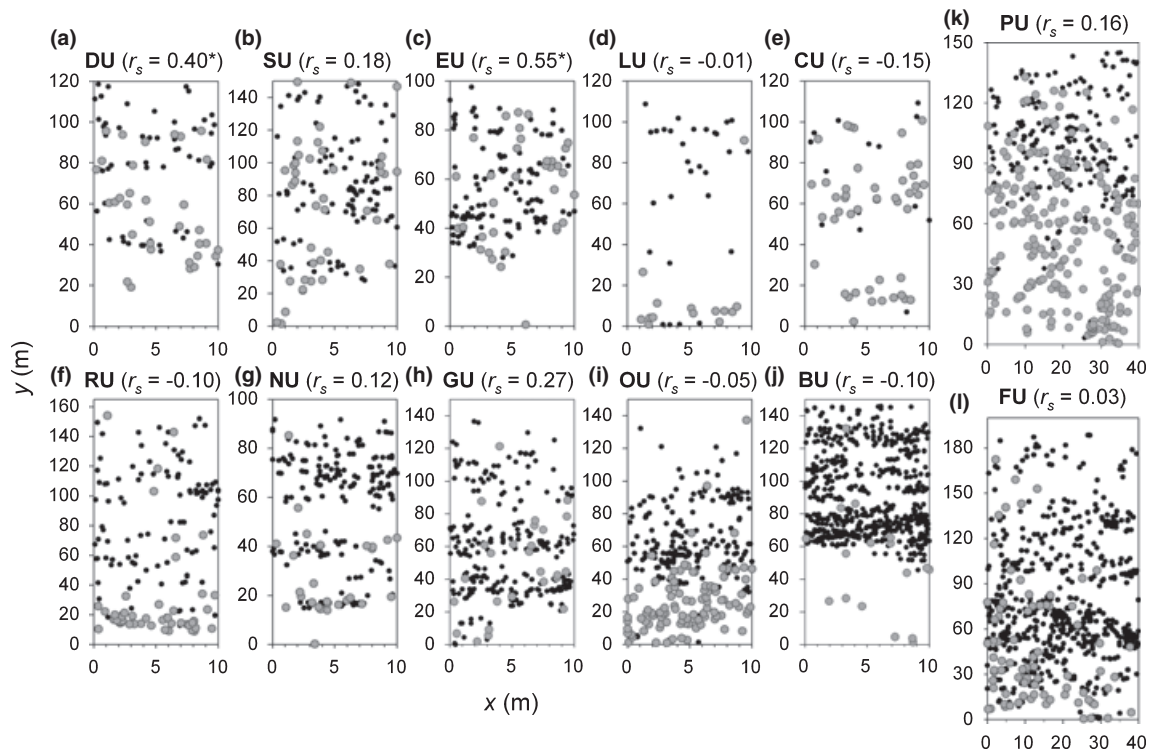 (a) (b) (c) (d) (e) (k) PU (rs = 0.16)
DU (rs = 0.40*) SU (rs = 0.18) EU (rs = 0.55*) LU (rs = -0.01) CU (rs = -0.15)
120 140 100 120 120 150
100 120 80 100 100 120
80 100 60 80 80 90
60 80 40 60 60 60
40 60 20 40 40 30
20 40 0 20 20 0
0 20 0 0
0
0 5 10 0 5 10 0 5 10 0 5 10 0 5 10 0 10 20 30 40
y (m)
(f) (g) (h) (i) (j) (l)
RU (rs = -0.10) NU (rs = 0.12) GU (rs = 0.27) OU (rs = -0.05) BU (rs = -0.10) FU (rs = 0.03)
160 100 140 140 140 180
140 80 120 120 120 150
120 60 100 100 100 120
100 40 80 80 80 90
80 20 60 60 60 60
60 0 40 40 40 30
40 20 20 20 0
20 0 0 0
0
0 5 10 0 5 10 0 5 10 0 5 10 0 5 10 0 10 20 30 40
x (m)